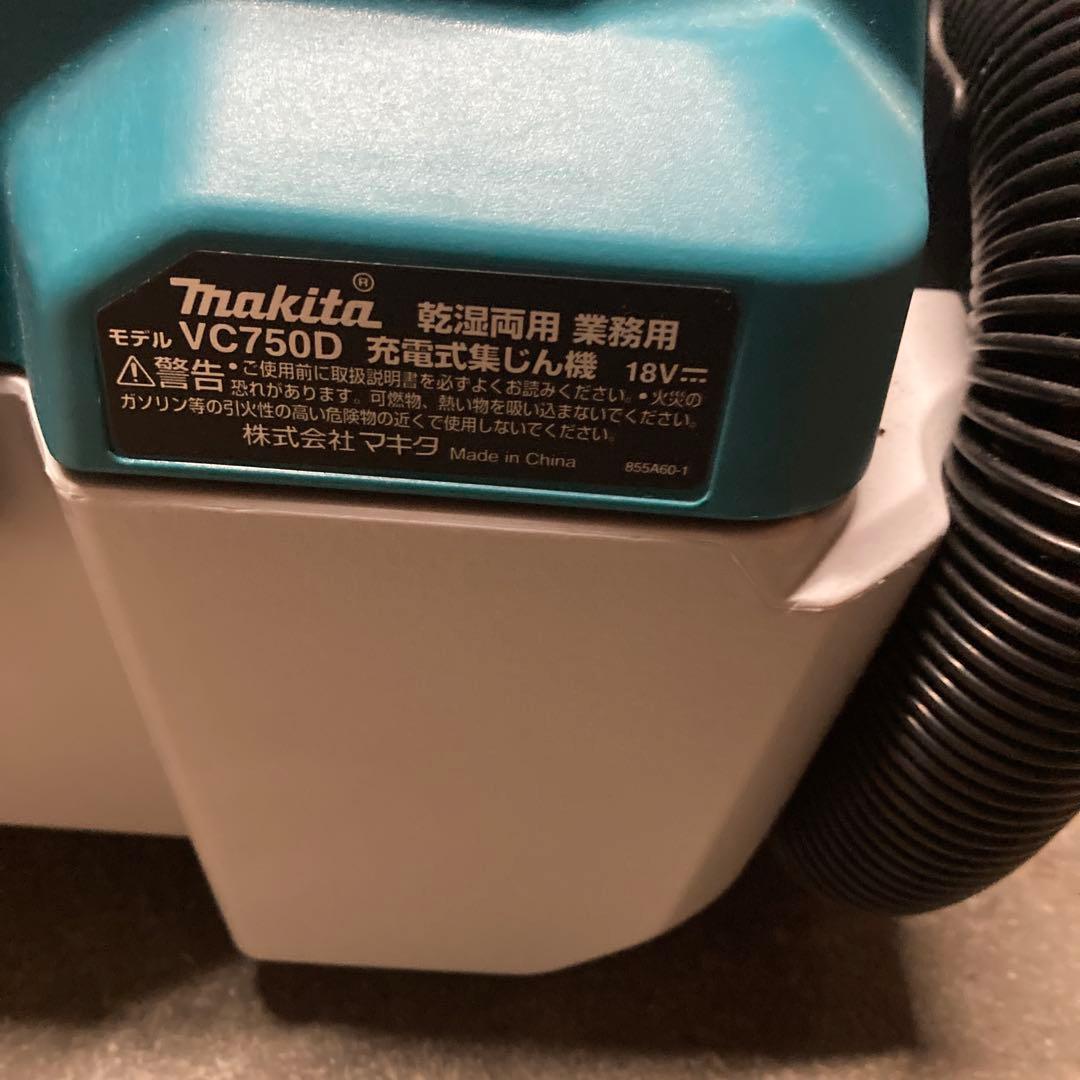 makita® 乾湿両用 業務用
モデル VC750D 充電式集じん機 18V⎓
⚠警告 ・ご使用前に取扱説明書を必ずよくお読みください。・火災の
恐れがあります。可燃物、熱い物を吸い込まないでください。
ガソリン等の引火性の高い危険物の近くで使用しないでください。
株式会社マキタ Made in China 855A60-1